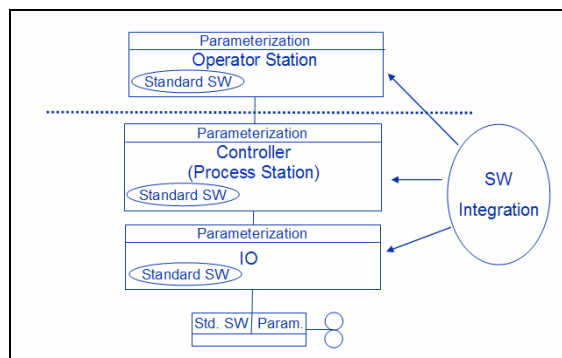 Parameterization
Operator Station
Standard SW
Parameterization
Controller
(Process Station)
Standard SW
SW
Integration
Parameterization
IO
Standard SW
Std. SW Param.